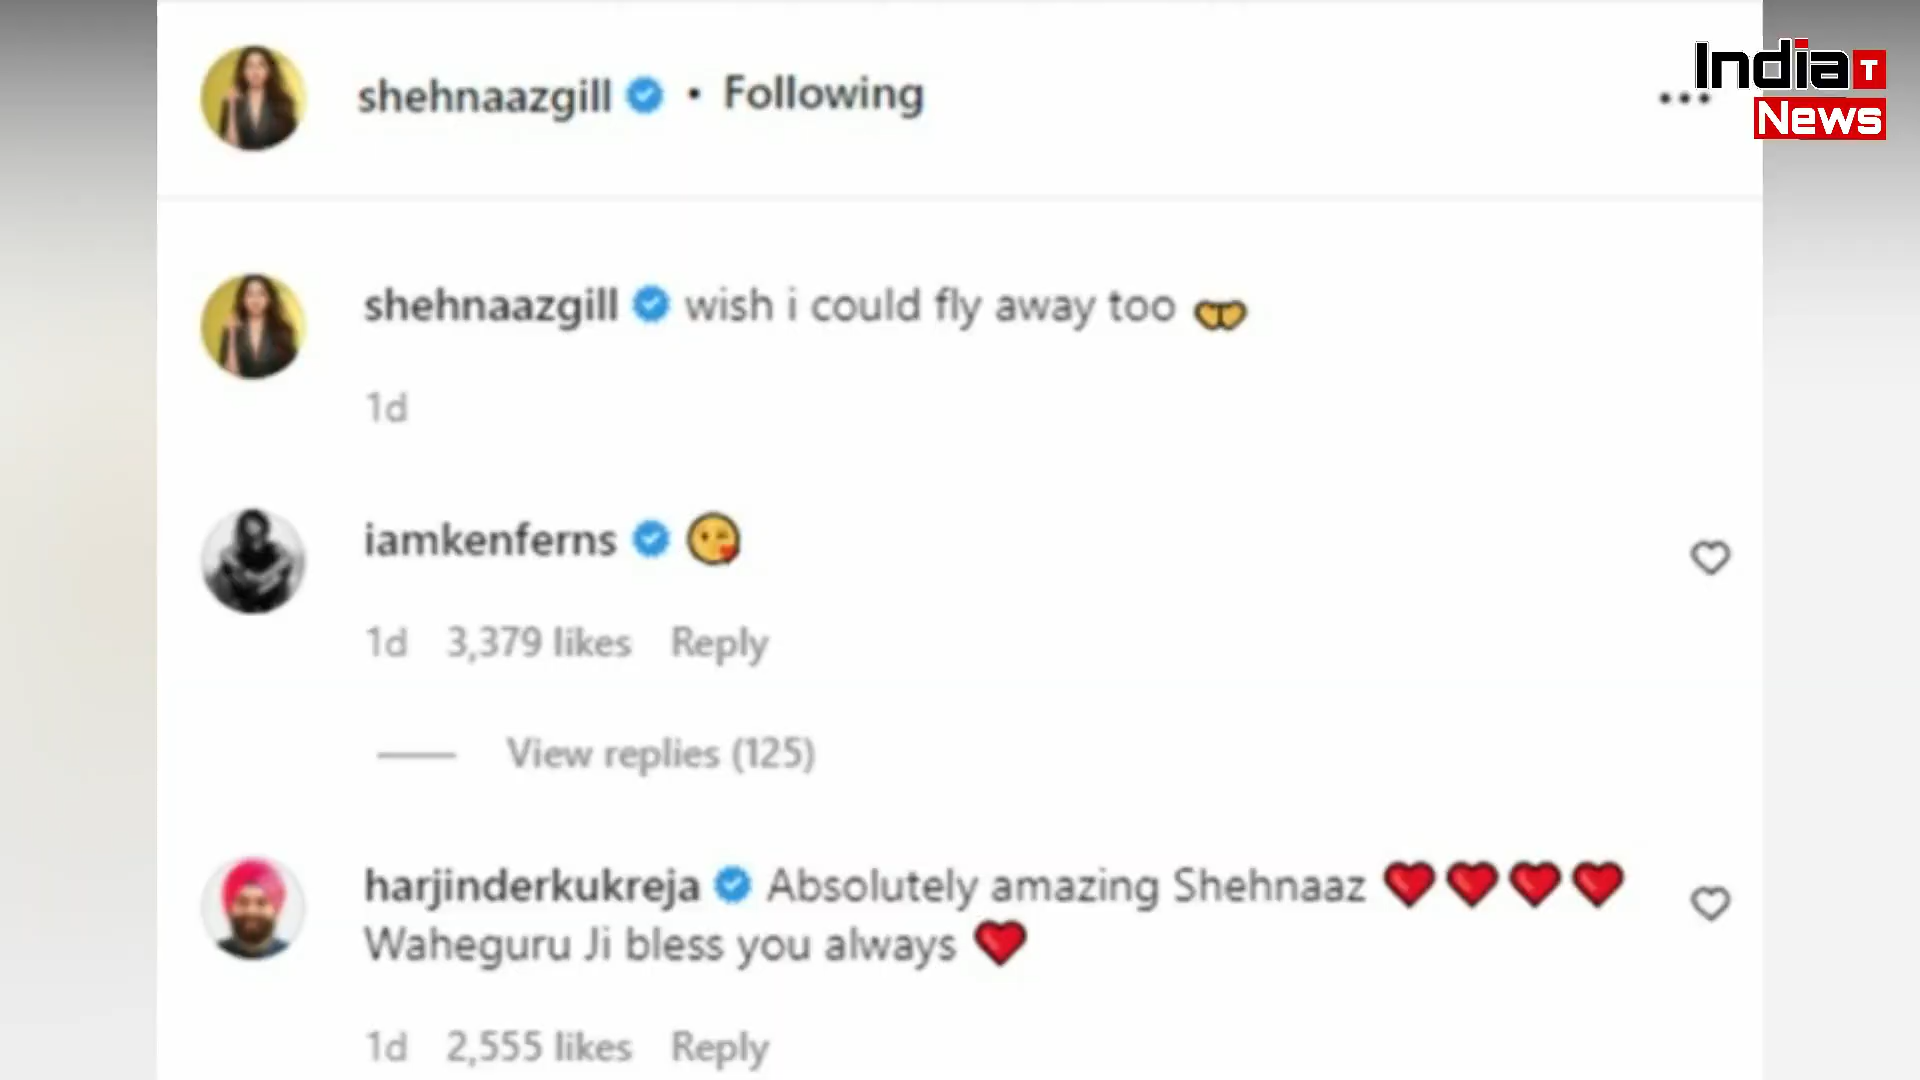 India T
News
shehnaazgill • Following
shehnaazgill wish i could fly away too
1d
iamkenferns 😘
1d 3,379 likes Reply
View replies (125)
harjinderkukreja Absolutely amazing Shehnaaz ❤️❤️❤️❤️
Waheguru Ji bless you always ❤️
1d 2,555 likes Reply